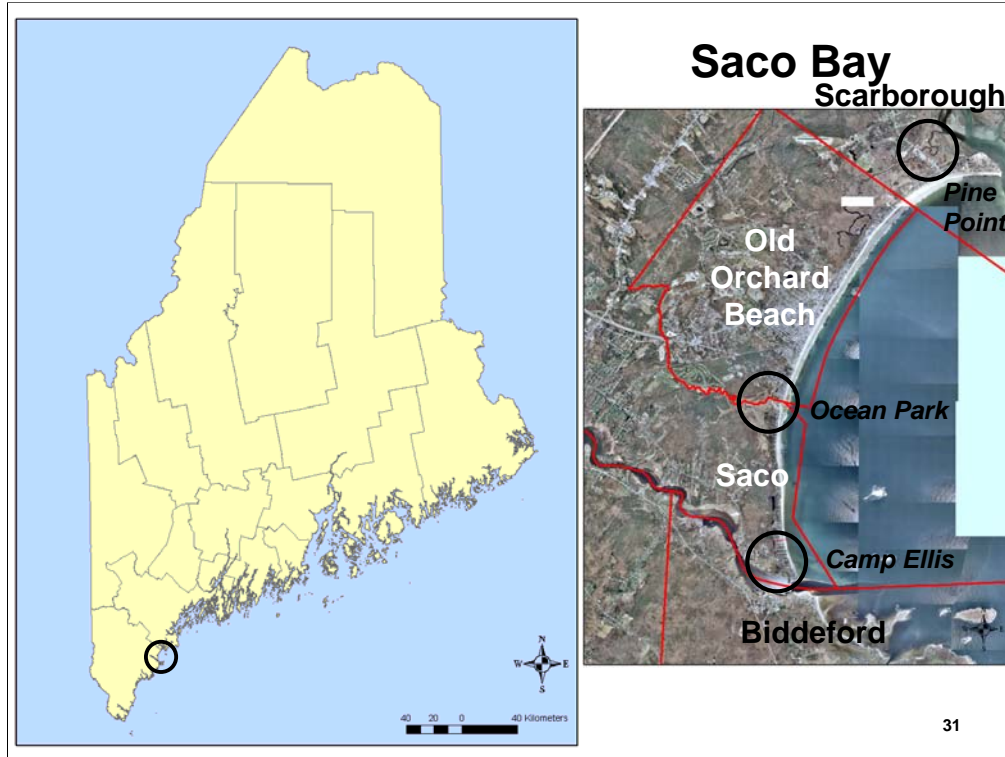 Saco Bay
Scarborough
Pine
Point
Old
Orchard
Beach
Ocean Park
Saco
Camp Ellis
Biddeford
N
W E
S
40 20 0 40 Kilometers
31